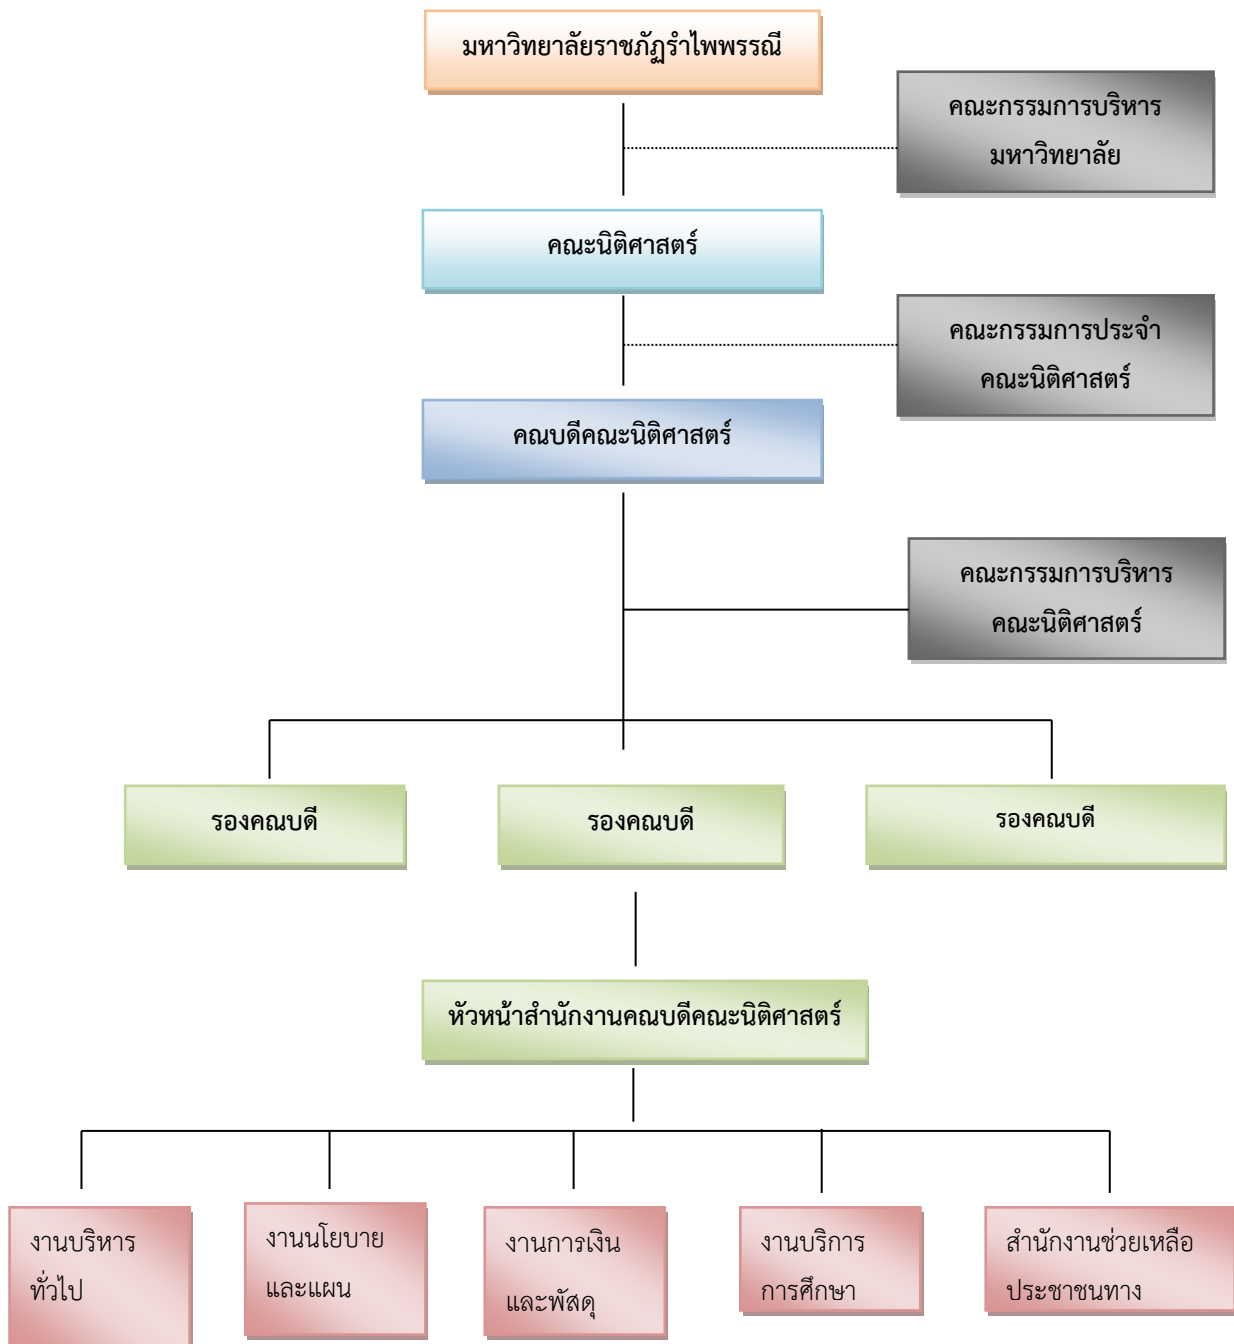 มหาวิทยาลัยราชภัฏรำไพพรรณี
คณะกรรมการบริหาร
มหาวิทยาลัย
คณะนิติศาสตร์
คณะกรรมการประจำ
คณะนิติศาสตร์
คณบดีคณะนิติศาสตร์
คณะกรรมการบริหาร
คณะนิติศาสตร์
รองคณบดี
รองคณบดี
รองคณบดี
หัวหน้าสำนักงานคณบดีคณะนิติศาสตร์
งานบริหาร
ทั่วไป
งานนโยบาย
และแผน
งานการเงิน
และพัสดุ
งานบริการ
การศึกษา
สำนักงานช่วยเหลือ
ประชาชนทาง